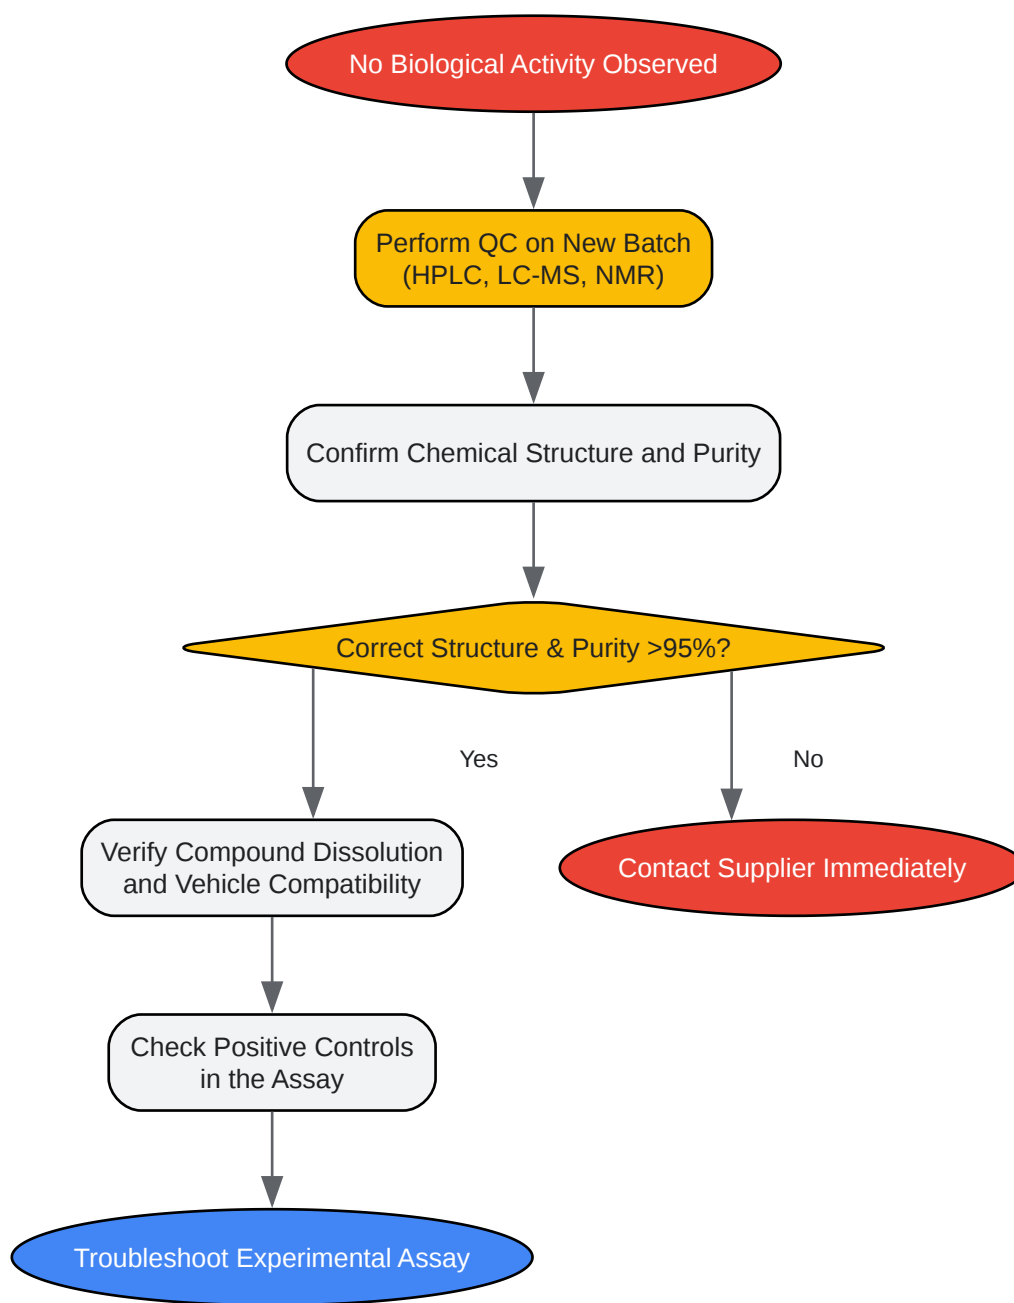 No Biological Activity Observed
Perform QC on New Batch
(HPLC, LC-MS, NMR)
Confirm Chemical Structure and Purity
Correct Structure & Purity >95%?
Yes
No
Verify Compound Dissolution
and Vehicle Compatibility
Contact Supplier Immediately
Check Positive Controls
in the Assay
Troubleshoot Experimental Assay